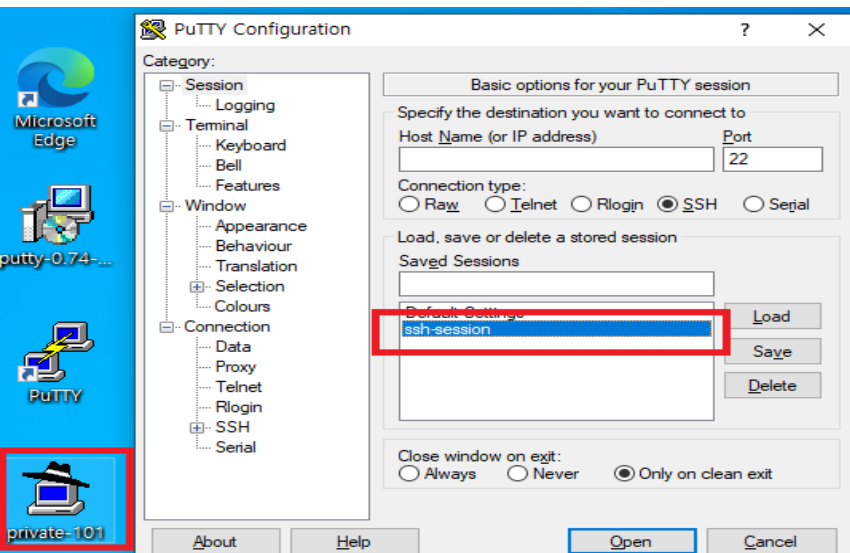 Microsoft
Edge
putty-0.74-...
PuTTY
private-101
PuTTY Configuration
?
Category:
Session
Logging
Terminal
Keyboard
Bell
Features
Window
Appearance
Behaviour
Translation
Selection
Colours
Connection
Data
Proxy
Telnet
Rlogin
SSH
Serial
Basic options for your PuTTY session
Specify the destination you want to connect to
Host Name (or IP address) Port
22
Connection type:
Raw Telnet Rlogin SSH Serial
Load, save or delete a stored session
Saved Sessions
Default Settings
ssh-session
Load
Save
Delete
Close window on exit:
Always Never Only on clean exit
About Help Open Cancel